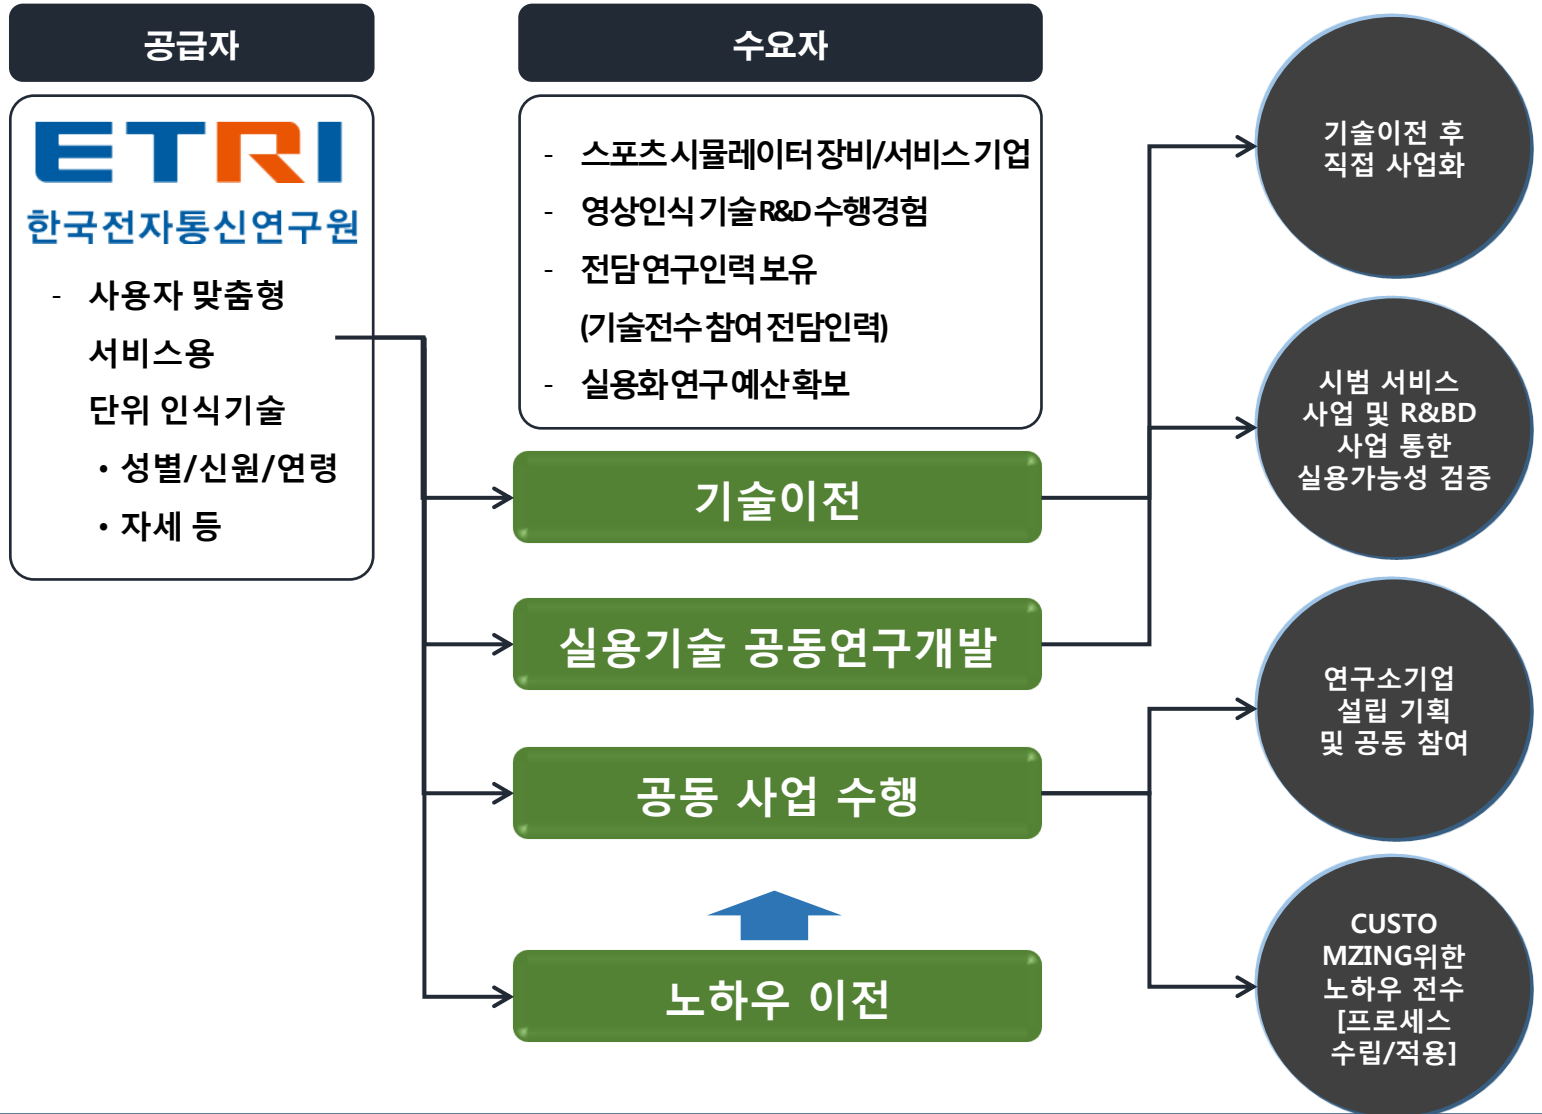 공급자
ETRI
한국전자통신연구원
- 사용자 맞춤형
서비스용
단위 인식기술
• 성별/신원/연령
• 자세 등
수요자
- 스포츠 시뮬레이터 장비/서비스 기업
- 영상인식 기술 R&D 수행경험
- 전담 연구인력 보유
(기술전수 참여 전담인력)
- 실용화 연구 예산 확보
기술이전
실용기술 공동연구개발
공동 사업 수행
노하우 이전
기술이전 후
직접 사업화
시범 서비스
사업 및 R&BD
사업 통한
실용가능성 검증
연구소기업
설립 기획
및 공동 참여
CUSTO
MZING위한
노하우 전수
[프로세스
수립/적용]